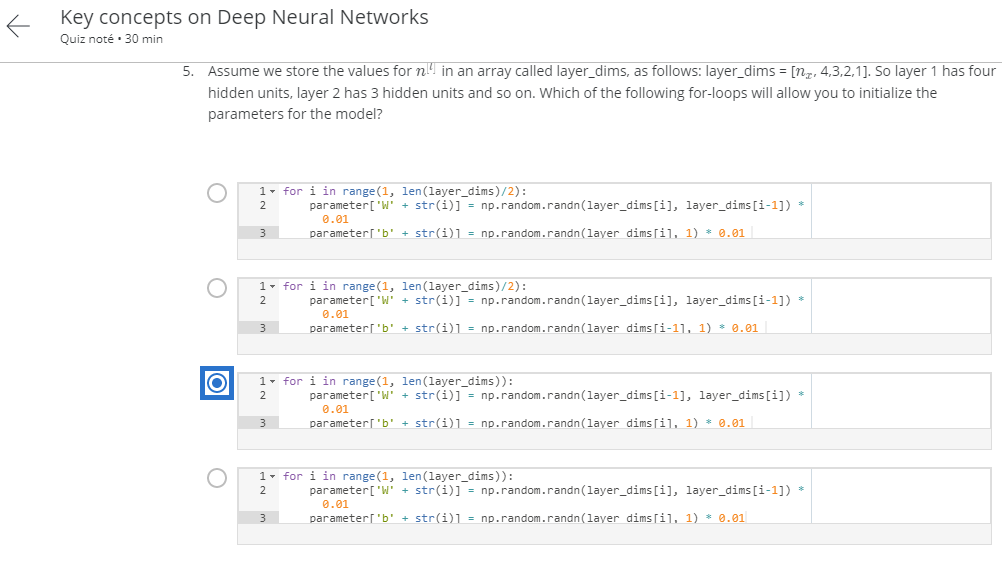 Key concepts on Deep Neural Networks
Quiz noté • 30 min
5. Assume we store the values for n^[l] in an array called layer_dims, as follows: layer_dims = [n_x, 4,3,2,1]. So layer 1 has four
hidden units, layer 2 has 3 hidden units and so on. Which of the following for-loops will allow you to initialize the
parameters for the model?
1 for i in range(1, len(layer_dims)/2):
2 parameter['W' + str(i)] = np.random.randn(layer_dims[i], layer_dims[i-1]) *
0.01
3 parameter['b' + str(i)] = np.random.randn(layer_dims[i], 1) * 0.01
1 for i in range(1, len(layer_dims)/2):
2 parameter['W' + str(i)] = np.random.randn(layer_dims[i], layer_dims[i-1]) *
0.01
3 parameter['b' + str(i)] = np.random.randn(layer_dims[i-1], 1) * 0.01
1 for i in range(1, len(layer_dims)):
2 parameter['W' + str(i)] = np.random.randn(layer_dims[i-1], layer_dims[i]) *
0.01
3 parameter['b' + str(i)] = np.random.randn(layer_dims[i], 1) * 0.01
1 for i in range(1, len(layer_dims)):
2 parameter['W' + str(i)] = np.random.randn(layer_dims[i], layer_dims[i-1]) *
0.01
3 parameter['b' + str(i)] = np.random.randn(layer_dims[i], 1) * 0.01